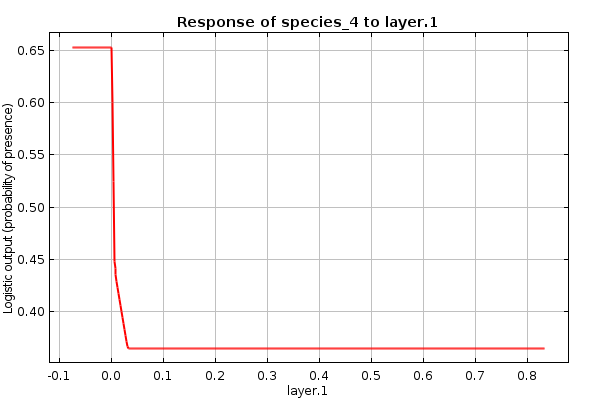 Response of species_4 to layer.1
Logistic output (probability of presence)
0.65
0.60
0.55
0.50
0.45
0.40
-0.1 0.0 0.1 0.2 0.3 0.4 0.5 0.6 0.7 0.8
layer.1